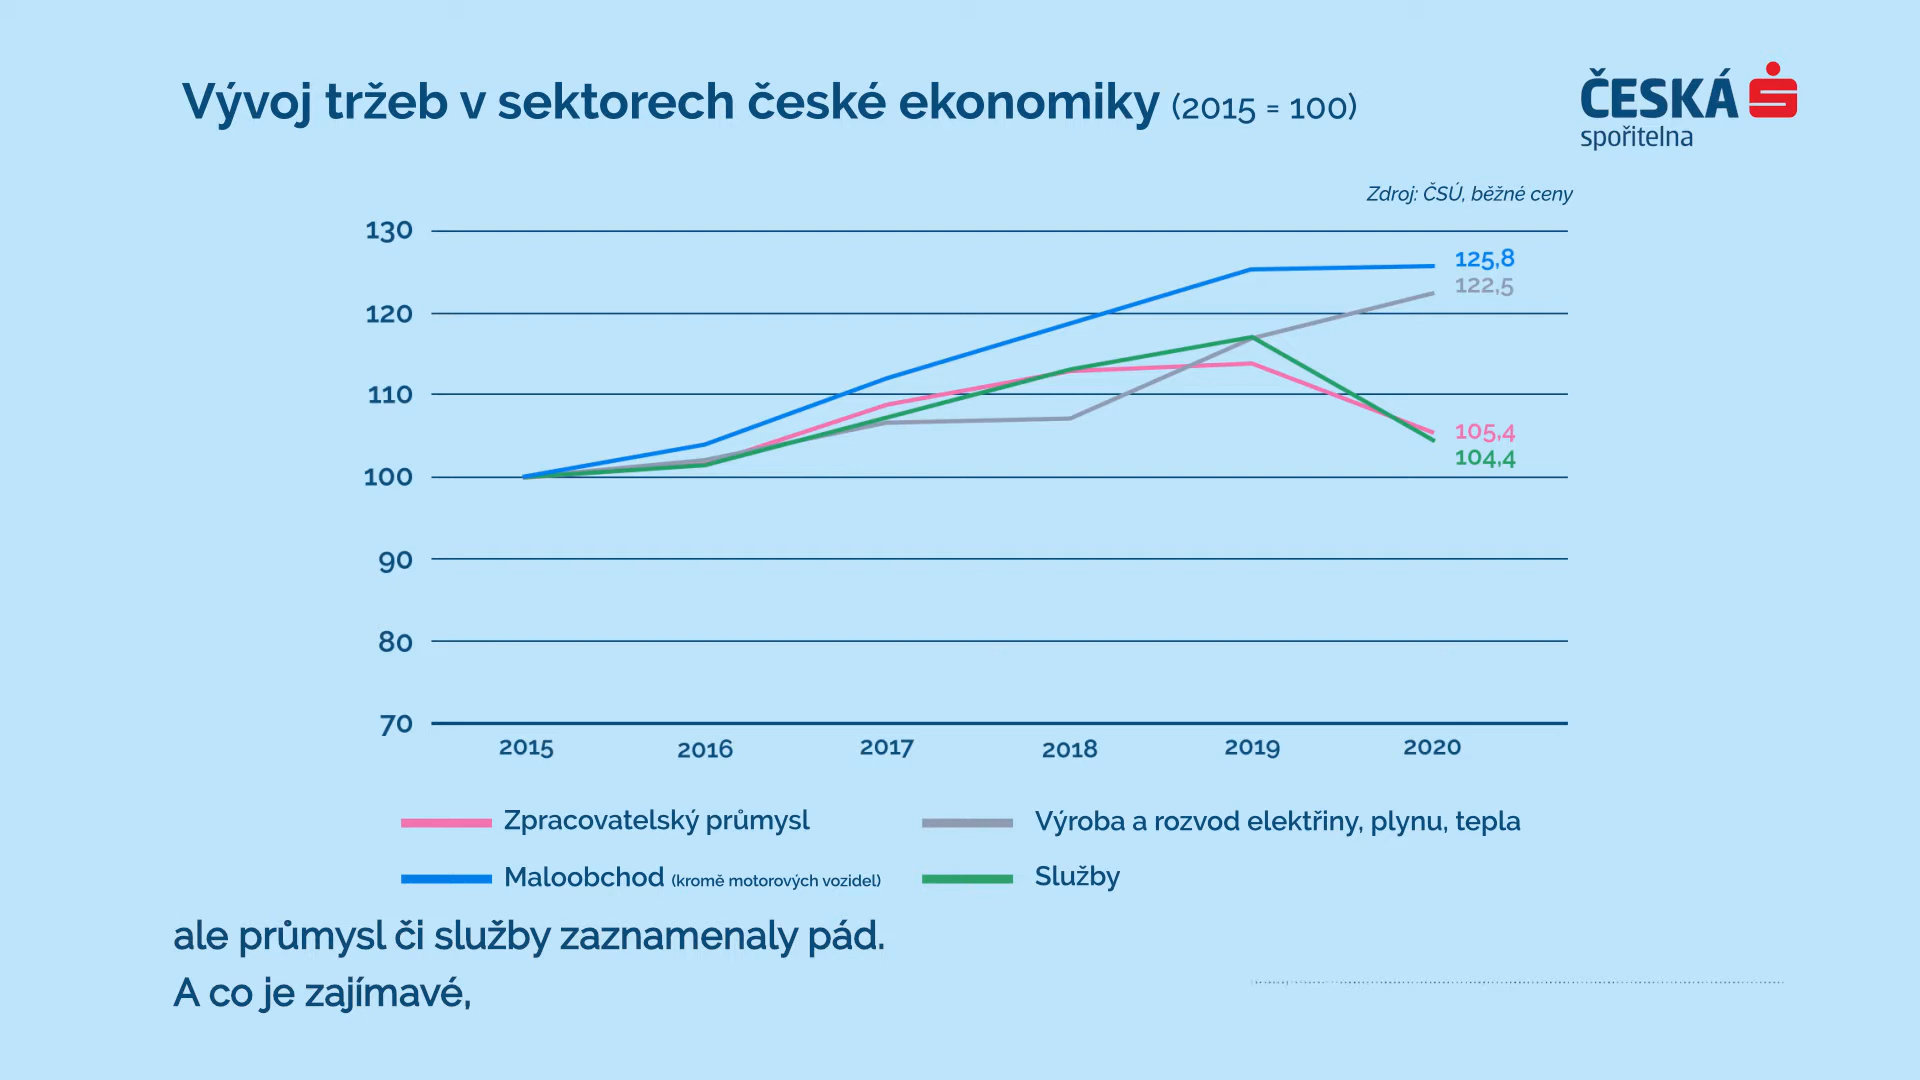 Vývoj tržeb v sektorech české ekonomiky (2015 = 100)
ČESKÁ
spořitelna
Zdroj: ČSÚ, běžné ceny
130
120
110
100
90
80
70
125,8
122,5
105,4
104,4
2015 2016 2017 2018 2019 2020
Zpracovatelský průmysl
Výroba a rozvod elektřiny, plynu, tepla
Maloobchod (kromě motorových vozidel)
Služby
ale průmysl či služby zaznamenaly pád.
A co je zajímavé,